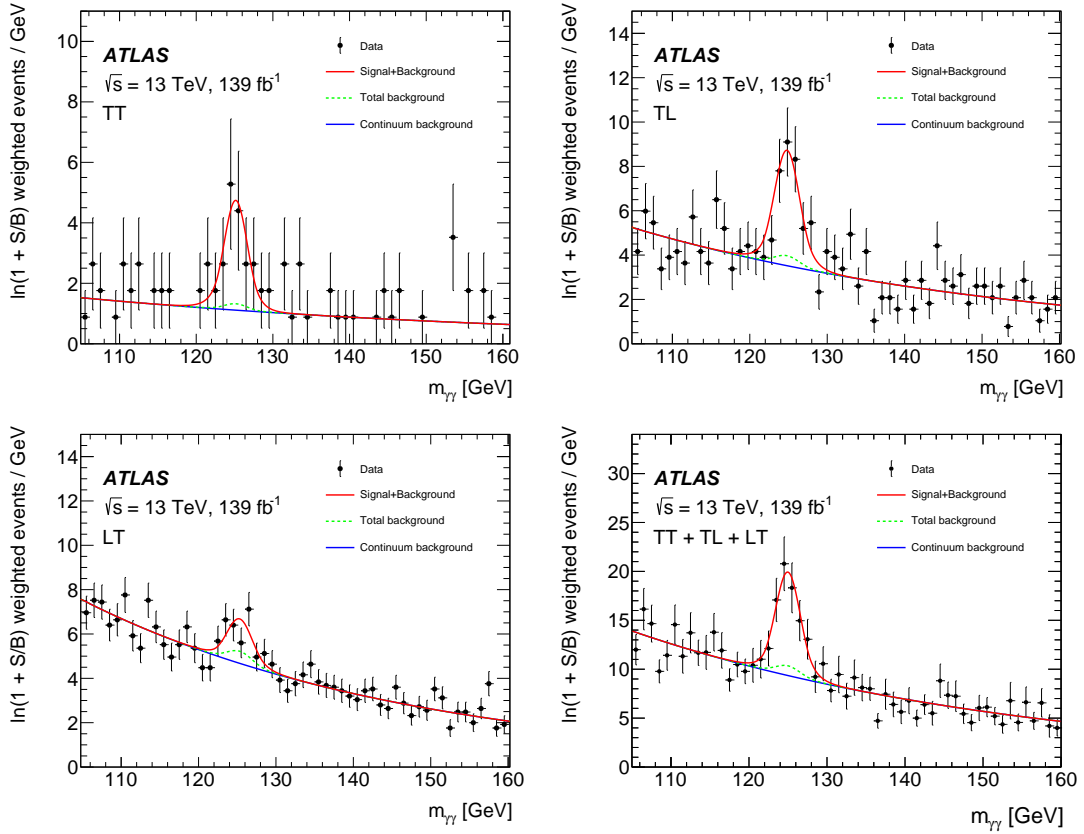 ln(1 + S/B) weighted events / GeV
10
8
6
4
2
0
ATLAS
√s = 13 TeV, 139 fb⁻¹
TT
Data
Signal+Background
Total background
Continuum background
110 120 130 140 150 160
mγγ [GeV]
ln(1 + S/B) weighted events / GeV
14
12
10
8
6
4
2
0
ATLAS
√s = 13 TeV, 139 fb⁻¹
TL
Data
Signal+Background
Total background
Continuum background
110 120 130 140 150 160
mγγ [GeV]
ln(1 + S/B) weighted events / GeV
14
12
10
8
6
4
2
0
ATLAS
√s = 13 TeV, 139 fb⁻¹
LT
Data
Signal+Background
Total background
Continuum background
110 120 130 140 150 160
mγγ [GeV]
ln(1 + S/B) weighted events / GeV
30
25
20
15
10
5
0
ATLAS
√s = 13 TeV, 139 fb⁻¹
TT + TL + LT
Data
Signal+Background
Total background
Continuum background
110 120 130 140 150 160
mγγ [GeV]